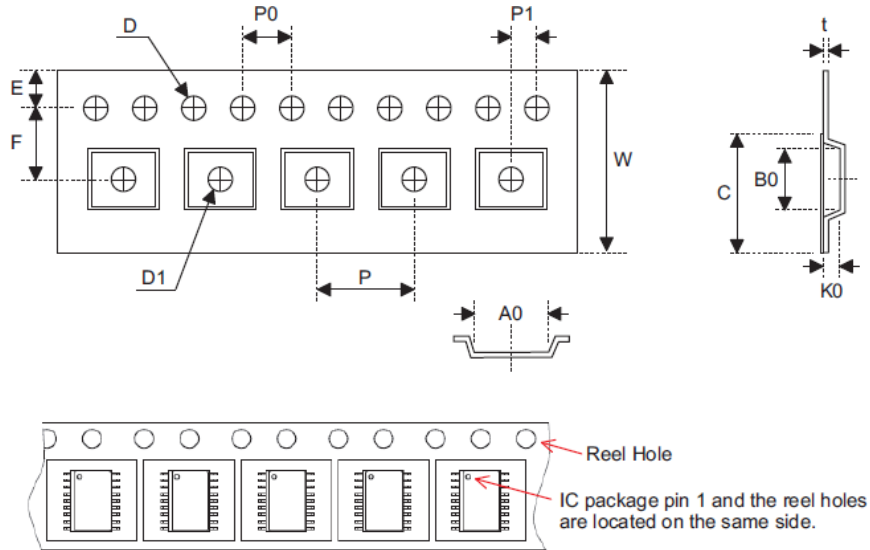 D
P0
P1
t
E
F
W
C
B0
D1
P
K0
A0
Reel Hole
IC package pin 1 and the reel holes
are located on the same side.